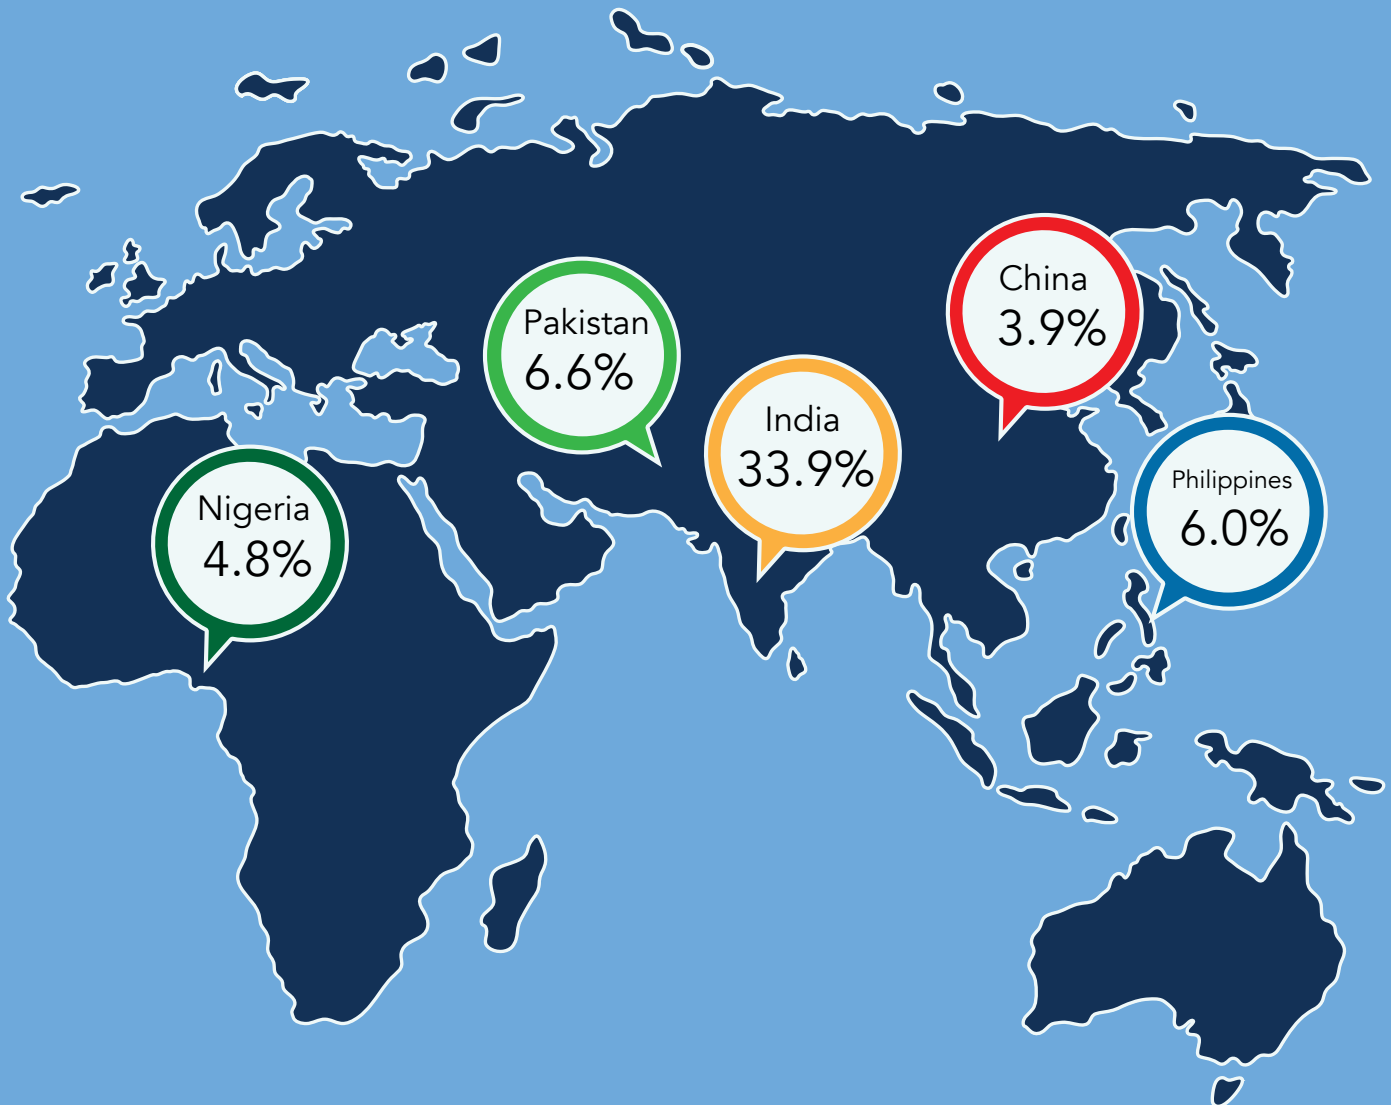 China
3.9%
Pakistan
6.6%
India
33.9%
Philippines
6.0%
Nigeria
4.8%